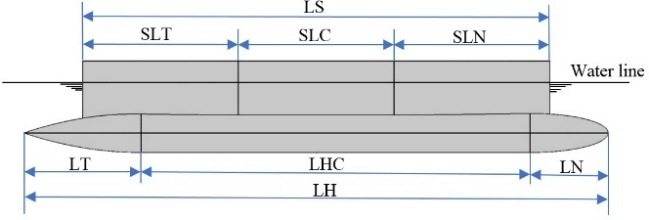 LS
SLT SLC SLN
Water line
LT LHC LN
LH